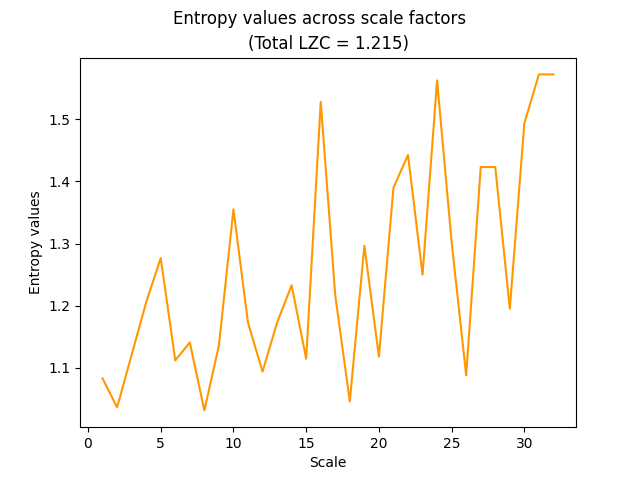 Entropy values across scale factors
(Total LZC = 1.215)
1.5
1.4
1.3
1.2
1.1
Entropy values
0 5 10 15 20 25 30
Scale